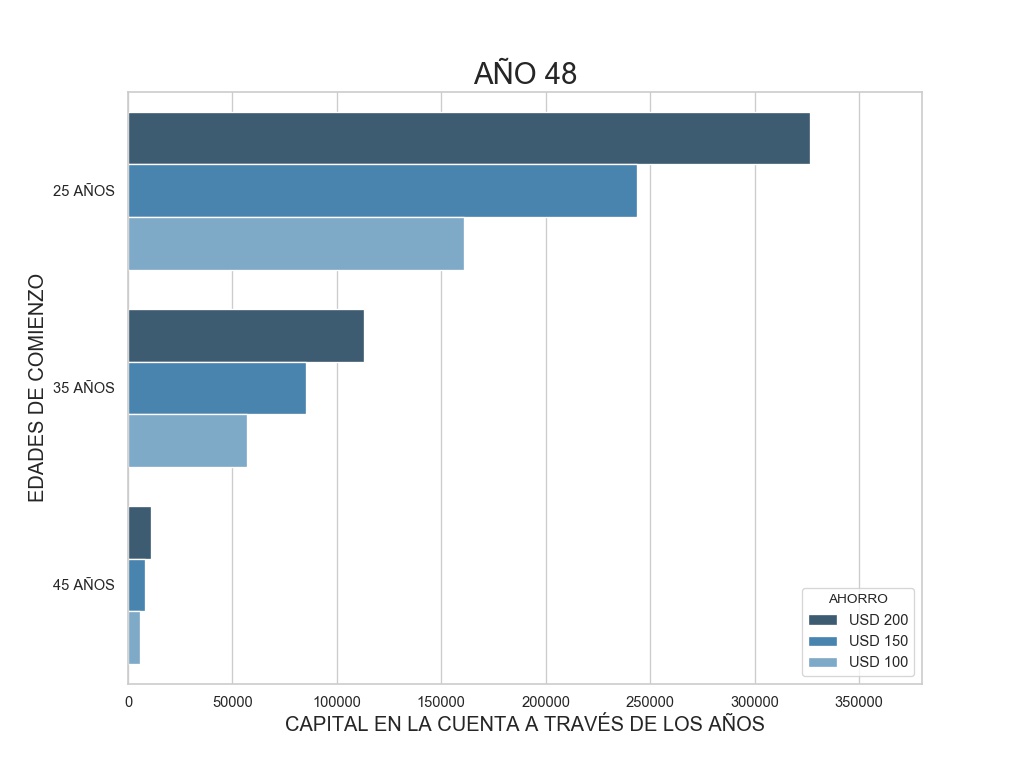 AÑO 48
EDADES DE COMIENZO
25 AÑOS
35 AÑOS
45 AÑOS
AHORRO
USD 200
USD 150
USD 100
0 50000 100000 150000 200000 250000 300000 350000
CAPITAL EN LA CUENTA A TRAVÉS DE LOS AÑOS